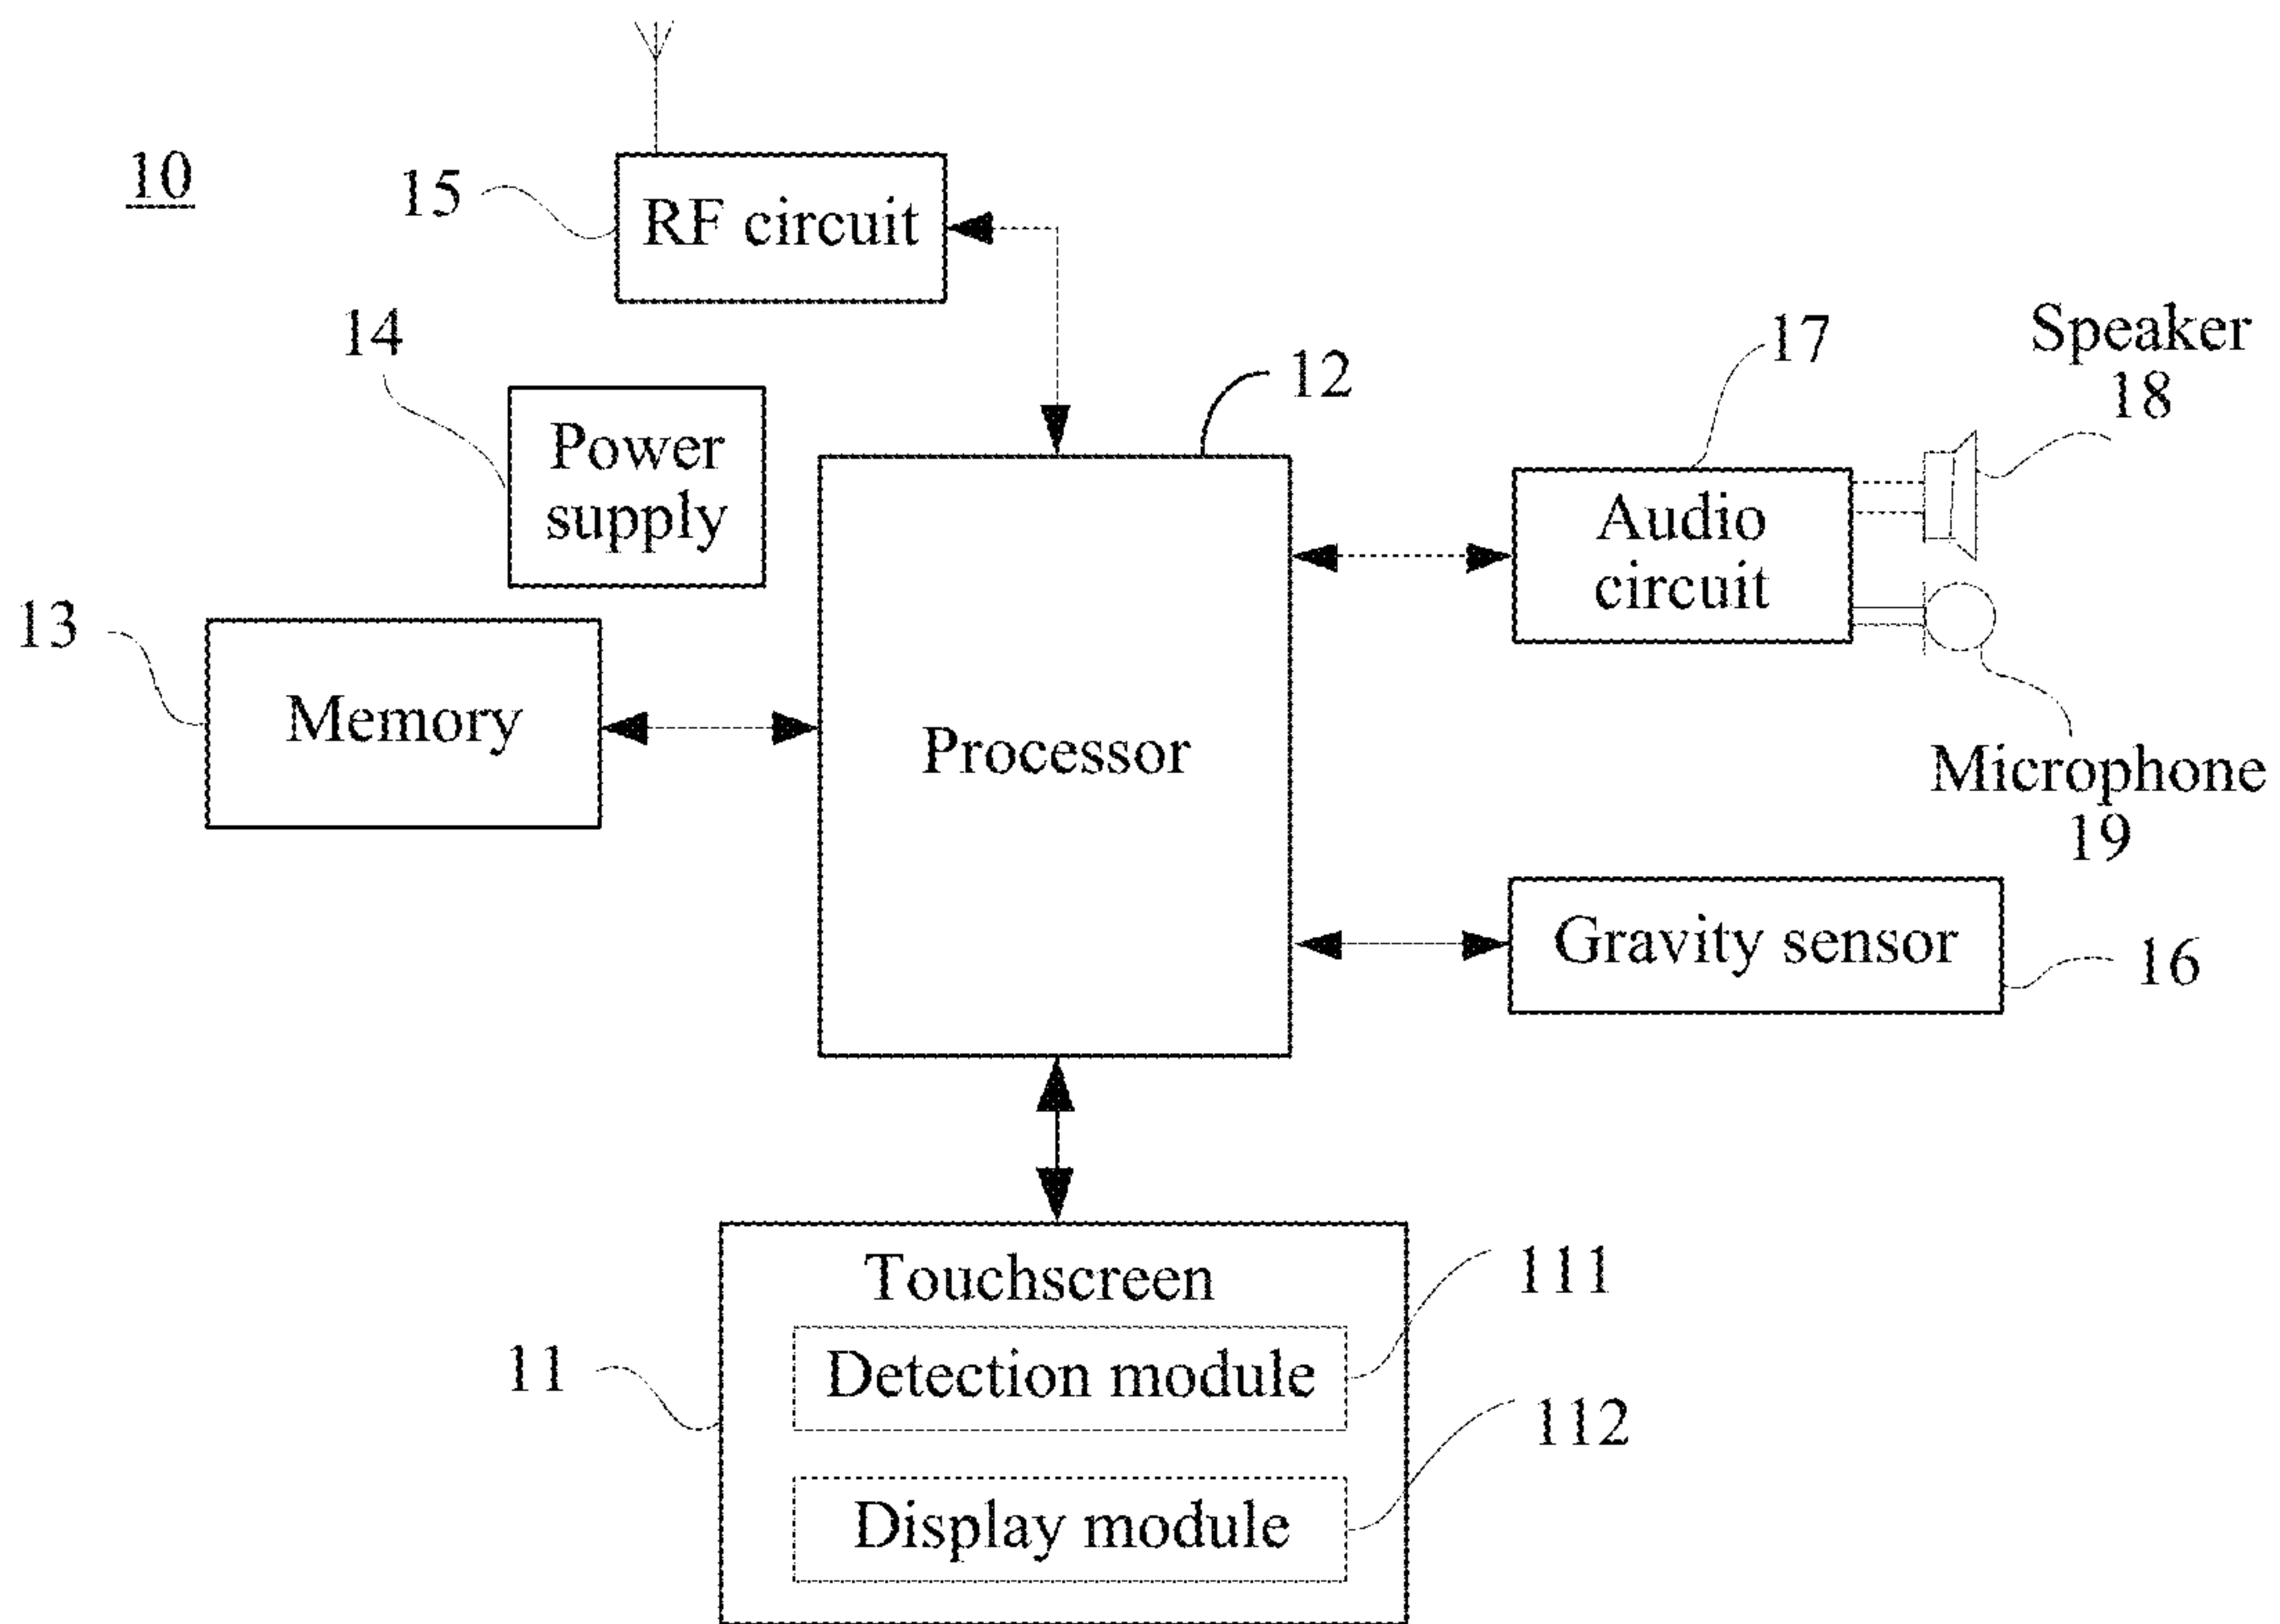 10
15
RF circuit
14
Power
supply
12
17
Speaker
18
Audio
circuit
13
Memory
Processor
Microphone
19
Gravity sensor
16
Touchscreen
111
11
Detection module
112
Display module